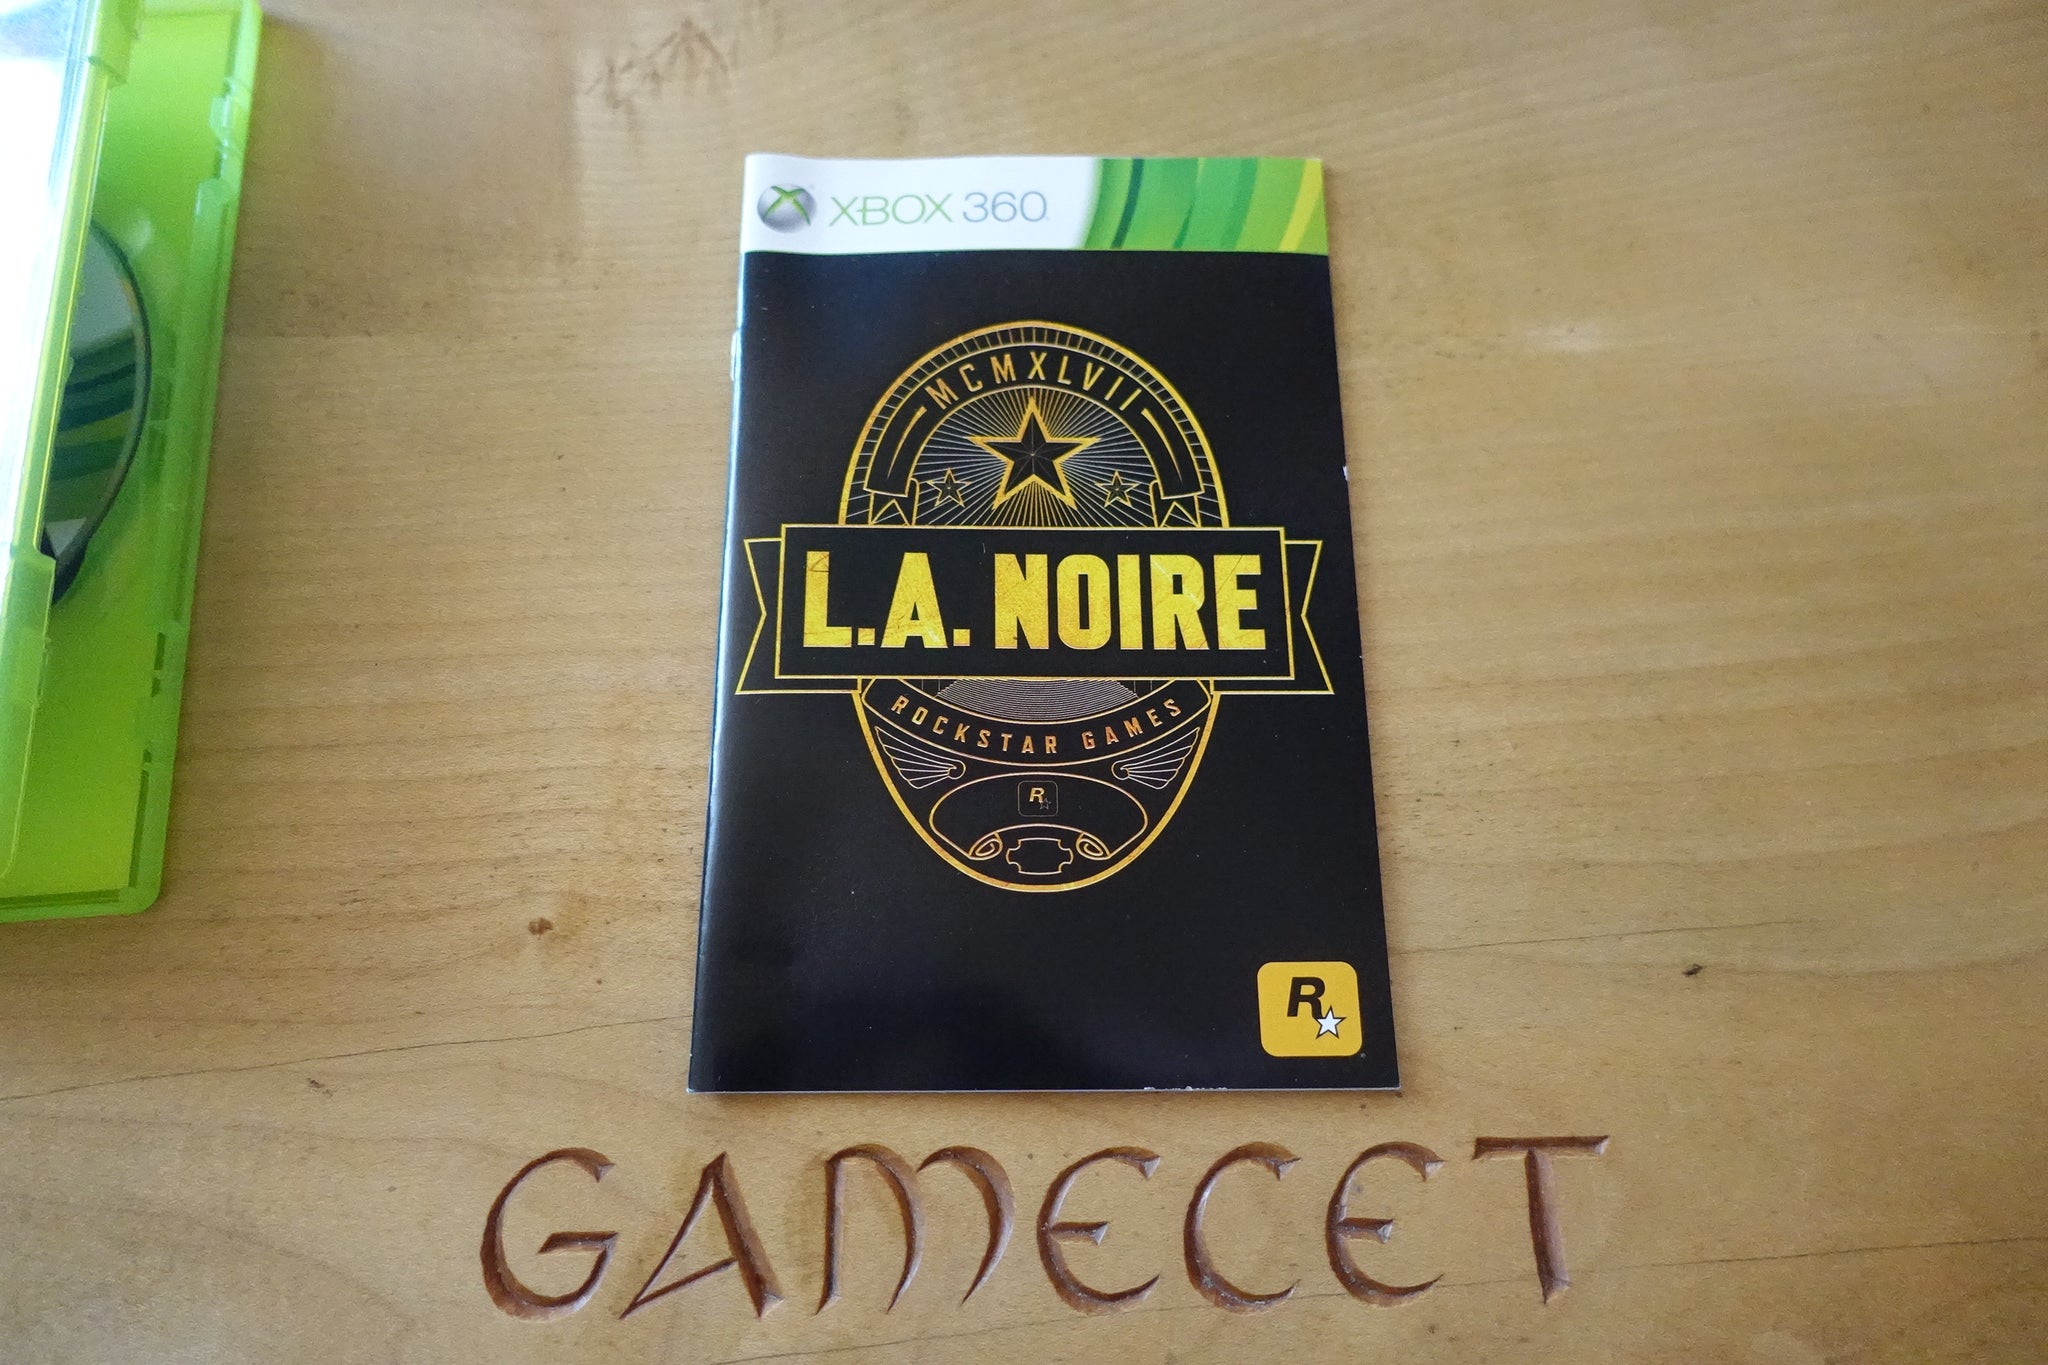 XBOX 360
MCMXLVII
L.A. NOIRE
ROCKSTAR GAMES
R
R
GAMECET